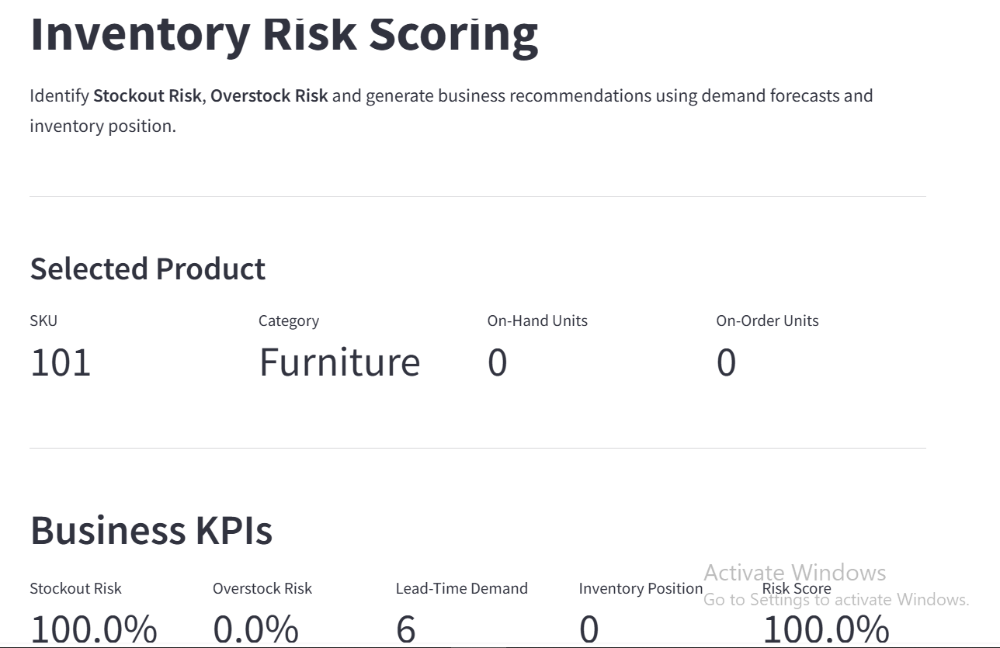 Inventory Risk Scoring
Identify Stockout Risk, Overstock Risk and generate business recommendations using demand forecasts and
inventory position.
Selected Product
SKU
Category
On-Hand Units
On-Order Units
101
Furniture
0
0
Business KPIs
Stockout Risk
Overstock Risk
Lead-Time Demand
Inventory Position
Risk Score
100.0%
0.0%
6
0
100.0%
Activate Windows
Go to Settings to activate Windows.